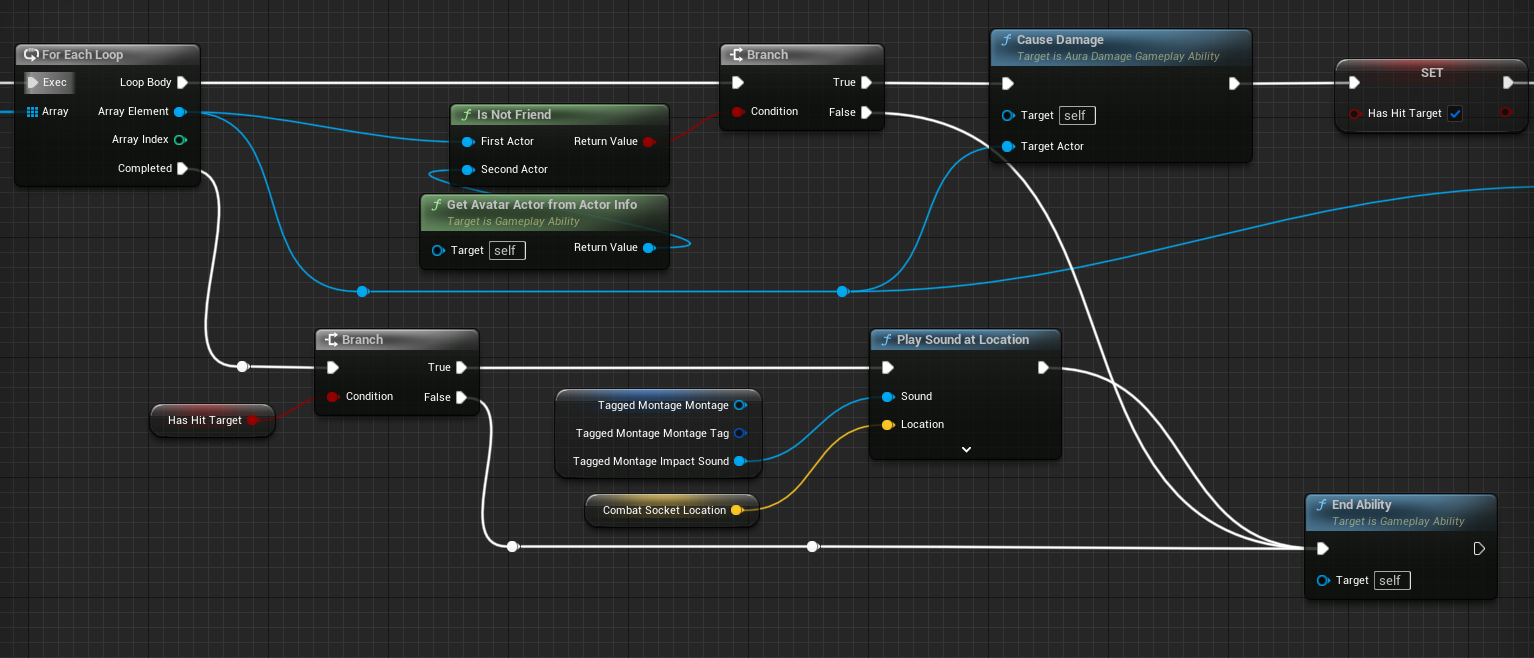 For Each Loop
Exec
Loop Body
Array
Array Element
Array Index
Completed
Is Not Friend
First Actor
Return Value
Second Actor
Get Avatar Actor from Actor Info
Target is Gameplay Ability
Target
self
Return Value
Branch
True
Condition
False
Cause Damage
Target is Aura Damage Gameplay Ability
Target
self
Target Actor
SET
Has Hit Target
Branch
True
Condition
False
Has Hit Target
Tagged Montage Montage
Tagged Montage Montage Tag
Tagged Montage Impact Sound
Combat Socket Location
Play Sound at Location
Sound
Location
End Ability
Target is Gameplay Ability
Target
self